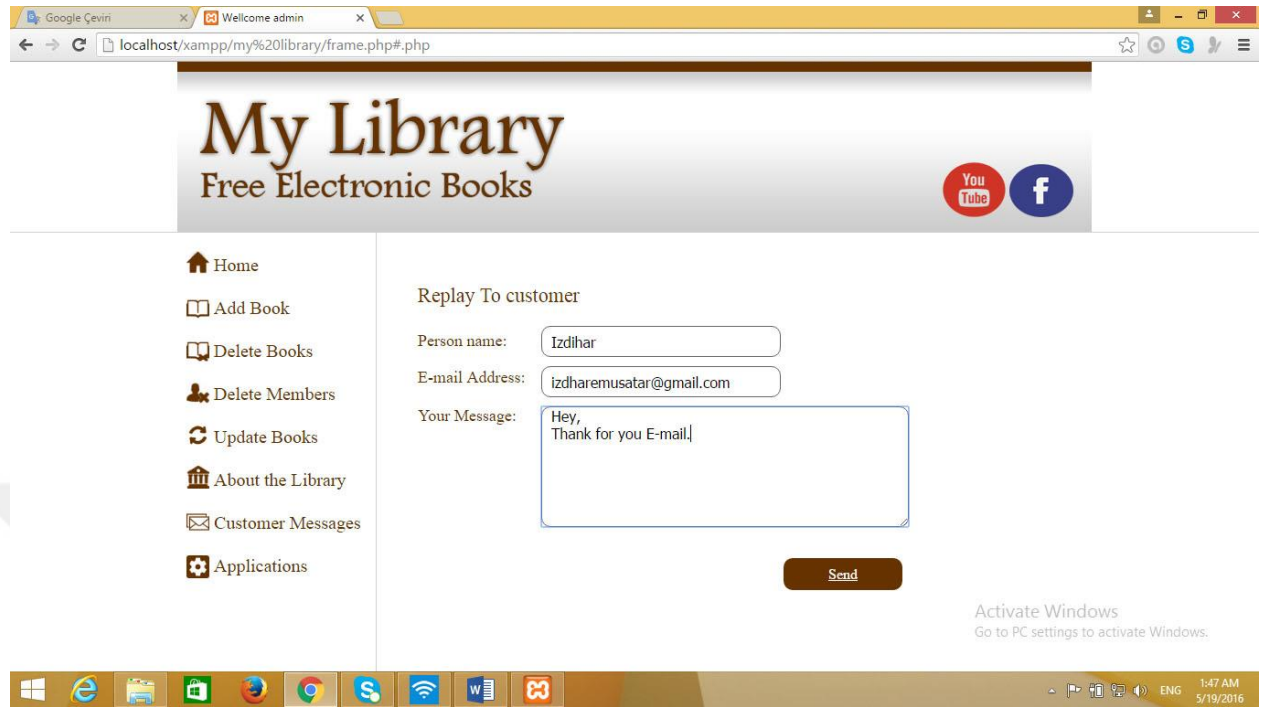 Google Çeviri
Wellcome admin
localhost/xampp/my%20library/frame.php#.php
My Library
Free Electronic Books
You
Tube
f
Home
Add Book
Delete Books
Delete Members
Update Books
About the Library
Customer Messages
Applications
Replay To customer
Person name:
Izdihar
E-mail Address:
izdharemusatar@gmail.com
Your Message:
Hey,
Thank for you E-mail.
Send
Activate Windows
Go to PC settings to activate Windows.
ENG
1:47 AM
5/19/2016